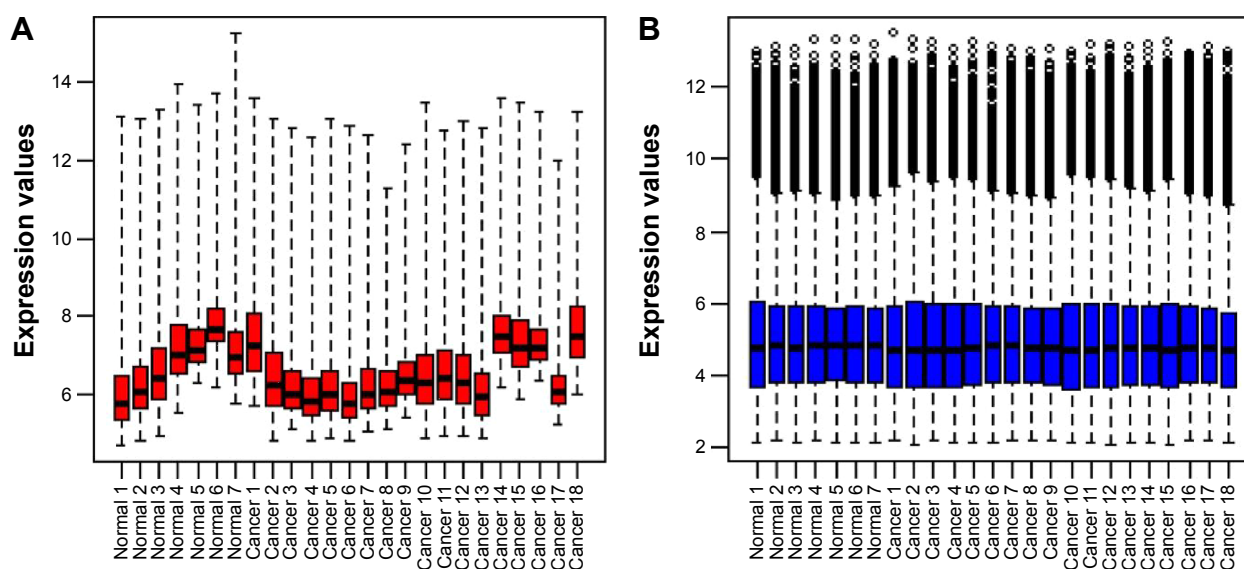 A
Expression values
14
12
10
8
6
Normal 1
Normal 2
Normal 3
Normal 4
Normal 5
Normal 6
Normal 7
Cancer 1
Cancer 2
Cancer 3
Cancer 4
Cancer 5
Cancer 6
Cancer 7
Cancer 8
Cancer 9
Cancer 10
Cancer 11
Cancer 12
Cancer 13
Cancer 14
Cancer 15
Cancer 16
Cancer 17
Cancer 18
B
Expression values
12
10
8
6
4
2
Normal 1
Normal 2
Normal 3
Normal 4
Normal 5
Normal 6
Normal 7
Cancer 1
Cancer 2
Cancer 3
Cancer 4
Cancer 5
Cancer 6
Cancer 7
Cancer 8
Cancer 9
Cancer 10
Cancer 11
Cancer 12
Cancer 13
Cancer 14
Cancer 15
Cancer 16
Cancer 17
Cancer 18